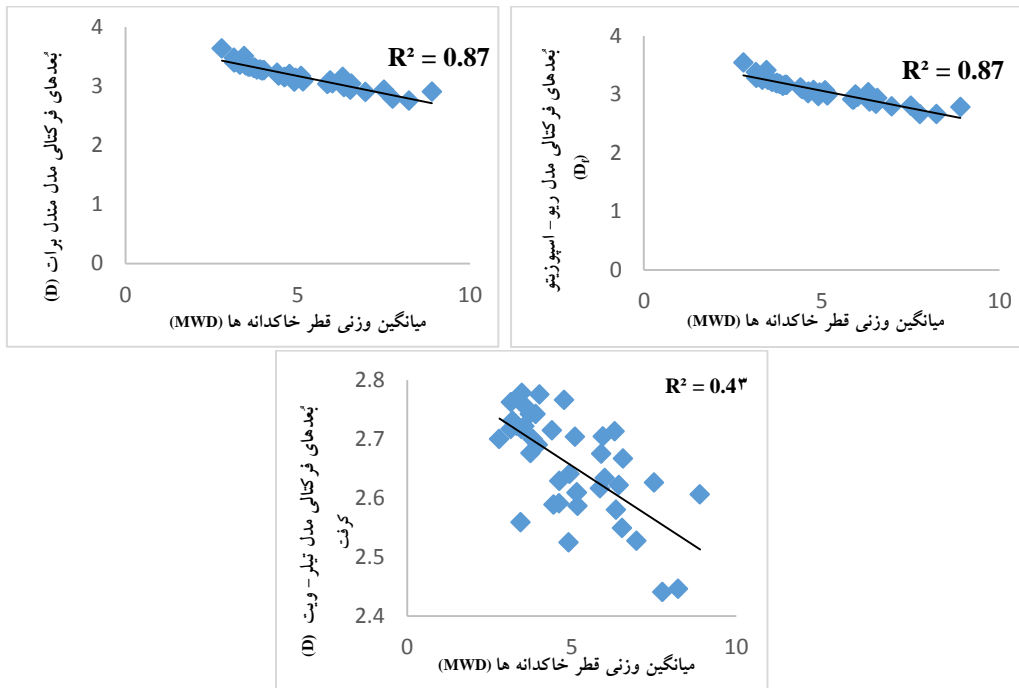 بُعدهای فرکتالی مدل مندل برات (D)
4
3
2
1
0
R² = 0.87
0
5
10
میانگین وزنی قطر خاکدانه ها (MWD)
بُعدهای فرکتالی مدل ریو- اسپوزیتو
(Df)
4
3
2
1
0
R² = 0.87
0
5
10
میانگین وزنی قطر خاکدانه ها (MWD)
بُعدهای فرکتالی مدل تیلر- ویت
کرفت (D)
2.8
2.7
2.6
2.5
2.4
R² = 0.4۳
0
5
10
میانگین وزنی قطر خاکدانه ها (MWD)